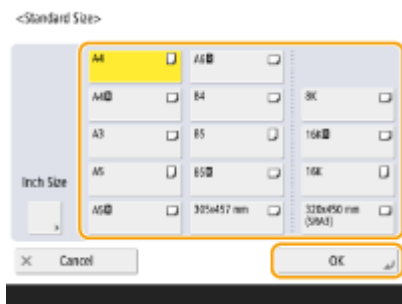 <Standard Size>
A4
A6R
A4R
B4
8K
A3
B5
16KR
A5
B5R
16K
Inch Size
A5R
305x457 mm
320x450 mm
(SRA3)
Cancel
OK